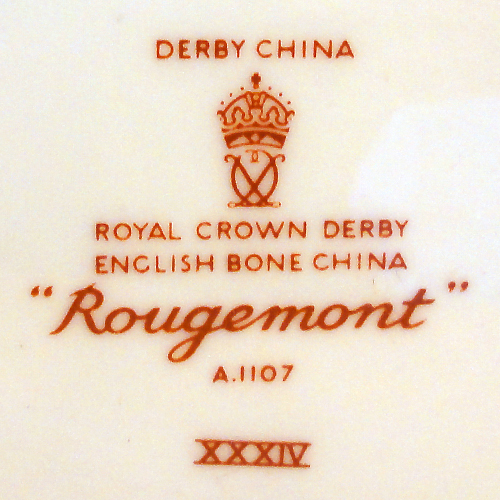 DERBY CHINA
ROYAL CROWN DERBY
ENGLISH BONE CHINA
"Rougemont"
A.1107
XXXIV